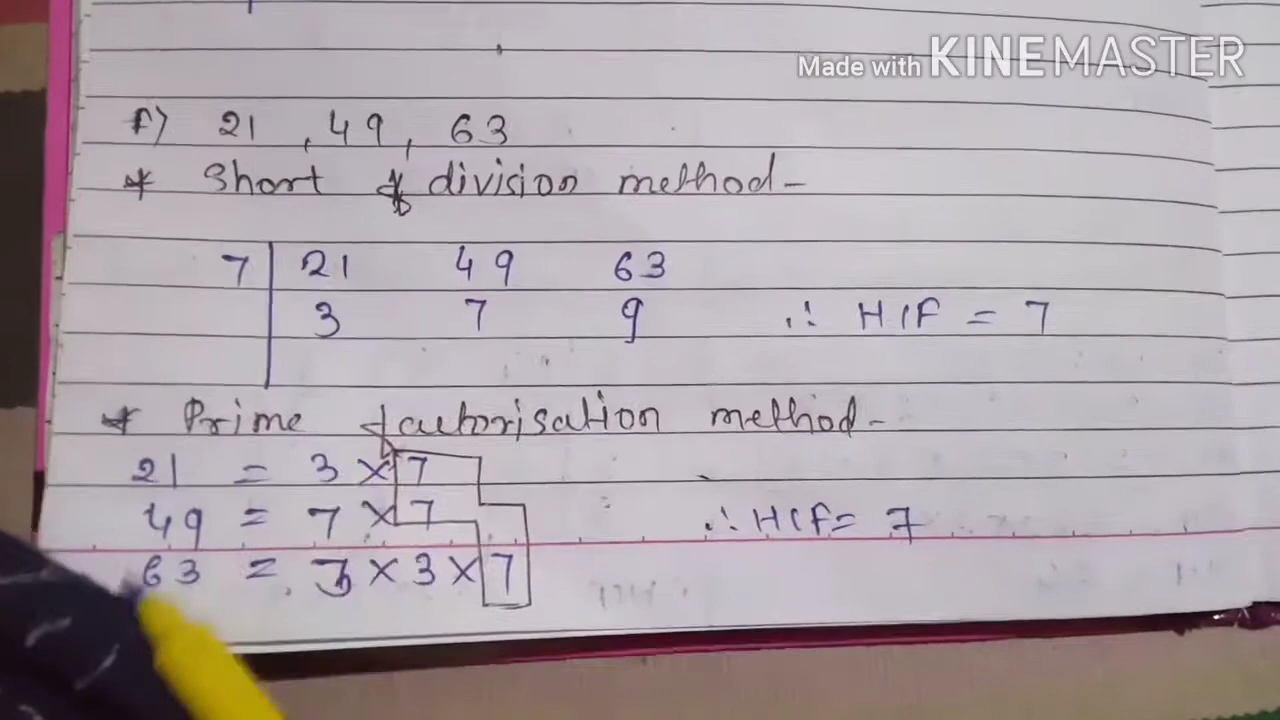 Made with KINEMASTER
F) 21 , 49, 63
* Short division method -
7 21 49 63
3 7 9 ∴ HCF = 7
* Prime factorisation method -
21 = 3 × 7
49 = 7 × 7 ∴ HCF = 7
63 = 3 × 3 × 7